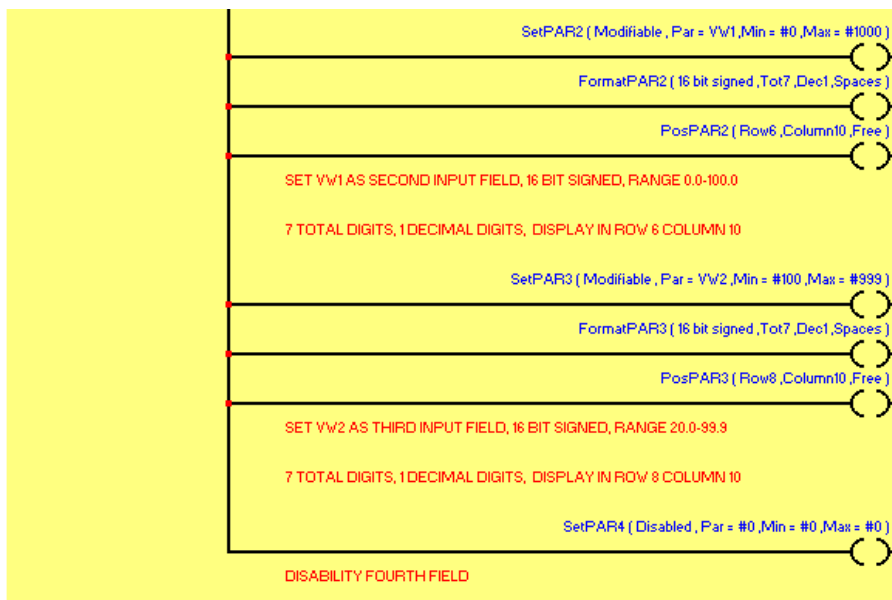 SetPAR2 ( Modifiable , Par = VW1,Min = #0,Max = #1000 )
FormatPAR2 ( 16 bit signed ,Tot7,Dec1,Spaces )
PosPAR2 ( Row6 ,Column10 ,Free )
SET VW1 AS SECOND INPUT FIELD, 16 BIT SIGNED, RANGE 0.0-100.0
7 TOTAL DIGITS, 1 DECIMAL DIGITS, DISPLAY IN ROW 6 COLUMN 10
SetPAR3 ( Modifiable , Par = VW2 ,Min = #100 ,Max = #999 )
FormatPAR3 ( 16 bit signed ,Tot7,Dec1,Spaces )
PosPAR3 ( Row8 ,Column10 ,Free )
SET VW2 AS THIRD INPUT FIELD, 16 BIT SIGNED, RANGE 20.0-99.9
7 TOTAL DIGITS, 1 DECIMAL DIGITS, DISPLAY IN ROW 8 COLUMN 10
SetPAR4 ( Disabled , Par = #0 ,Min = #0 ,Max = #0 )
DISABILITY FOURTH FIELD